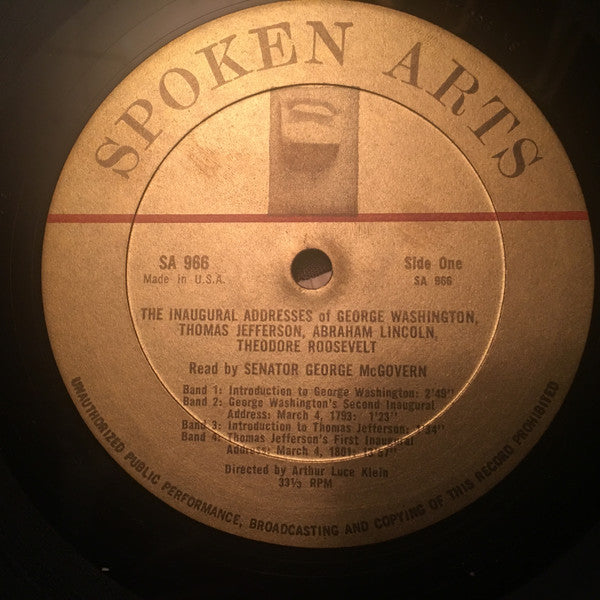 SPOKEN ARTS
SA 966
Made in U.S.A.
Side One
SA 966
THE INAUGURAL ADDRESSES of GEORGE WASHINGTON,
THOMAS JEFFERSON, ABRAHAM LINCOLN,
THEODORE ROOSEVELT
Read by SENATOR GEORGE McGOVERN
Band 1: Introduction to George Washington: 2'49"
Band 2: George Washington's Second Inaugural
Address: March 4, 1793: 1'23"
Band 3: Introduction to Thomas Jefferson: 1'34"
Band 4: Thomas Jefferson's First Inaugural
Address: March 4, 1801:
Directed by Arthur Luce Klein
33⅓ RPM
UNAUTHORIZED PUBLIC PERFORMANCE, BROADCASTING AND COPYING OF THIS RECORD PROHIBITED